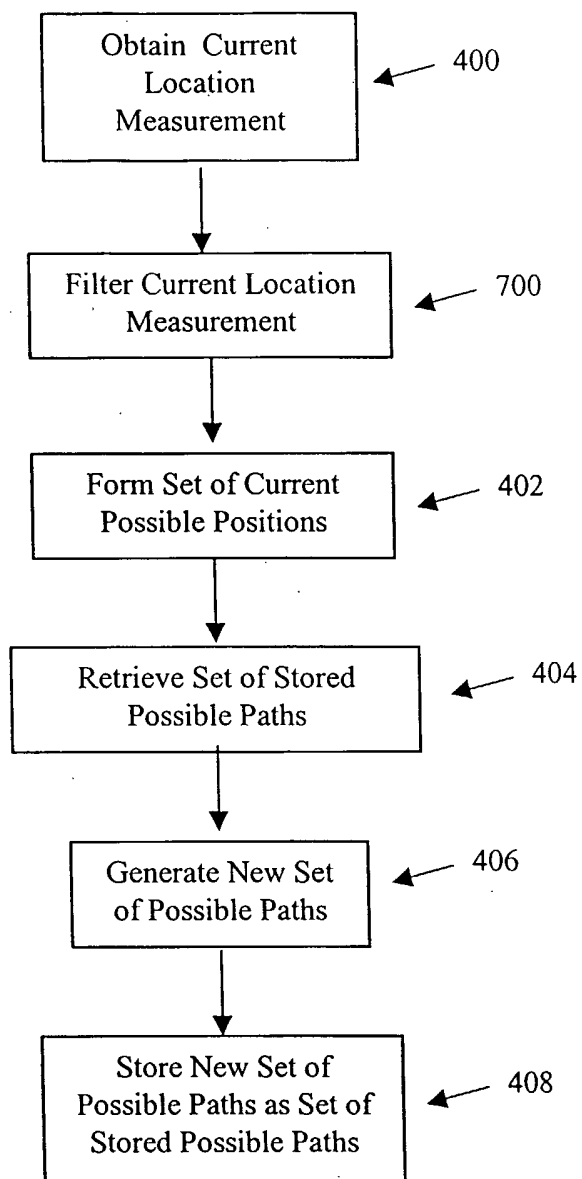 Obtain Current
Location
Measurement
400
Filter Current Location
Measurement
700
Form Set of Current
Possible Positions
402
Retrieve Set of Stored
Possible Paths
404
Generate New Set
of Possible Paths
406
Store New Set of
Possible Paths as Set of
Stored Possible Paths
408